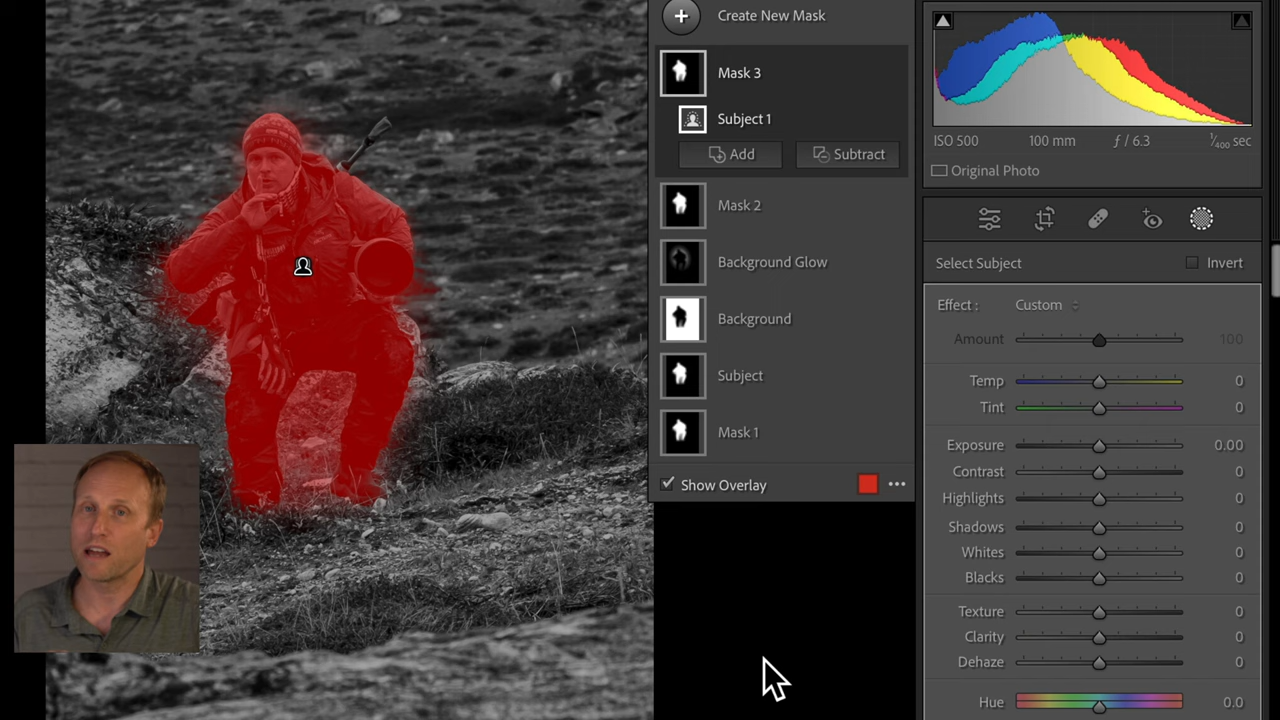 Create New Mask
Mask 3
Subject 1
Add
Subtract
Mask 2
Background Glow
Background
Subject
Mask 1
Show Overlay
ISO 500 100 mm ƒ / 6.3 1/400 sec
Original Photo
Select Subject Invert
Effect : Custom
Amount 100
Temp 0
Tint 0
Exposure 0.00
Contrast 0
Highlights 0
Shadows 0
Whites 0
Blacks 0
Texture 0
Clarity 0
Dehaze 0
Hue 0.0